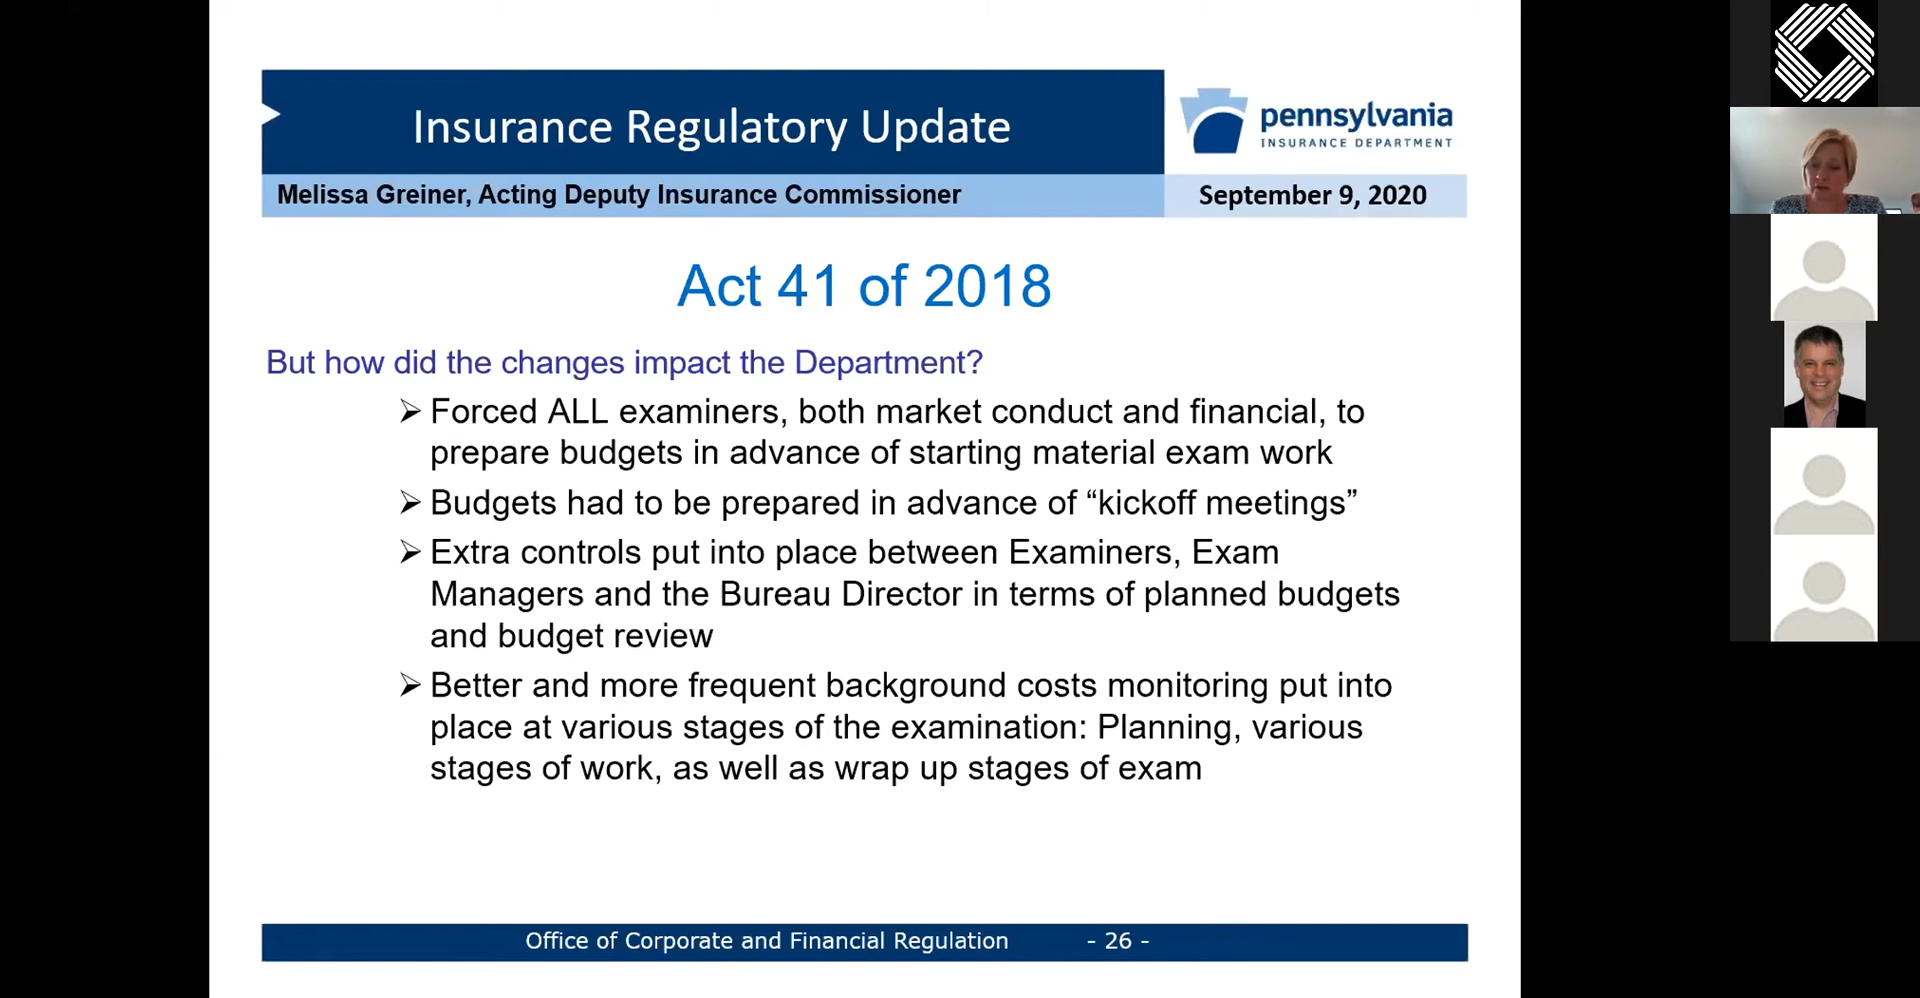 Insurance Regulatory Update
pennsylvania
INSURANCE DEPARTMENT
Melissa Greiner, Acting Deputy Insurance Commissioner
September 9, 2020
Act 41 of 2018
But how did the changes impact the Department?
➢ Forced ALL examiners, both market conduct and financial, to
prepare budgets in advance of starting material exam work
➢ Budgets had to be prepared in advance of “kickoff meetings”
➢ Extra controls put into place between Examiners, Exam
Managers and the Bureau Director in terms of planned budgets
and budget review
➢ Better and more frequent background costs monitoring put into
place at various stages of the examination: Planning, various
stages of work, as well as wrap up stages of exam
Office of Corporate and Financial Regulation - 26 -